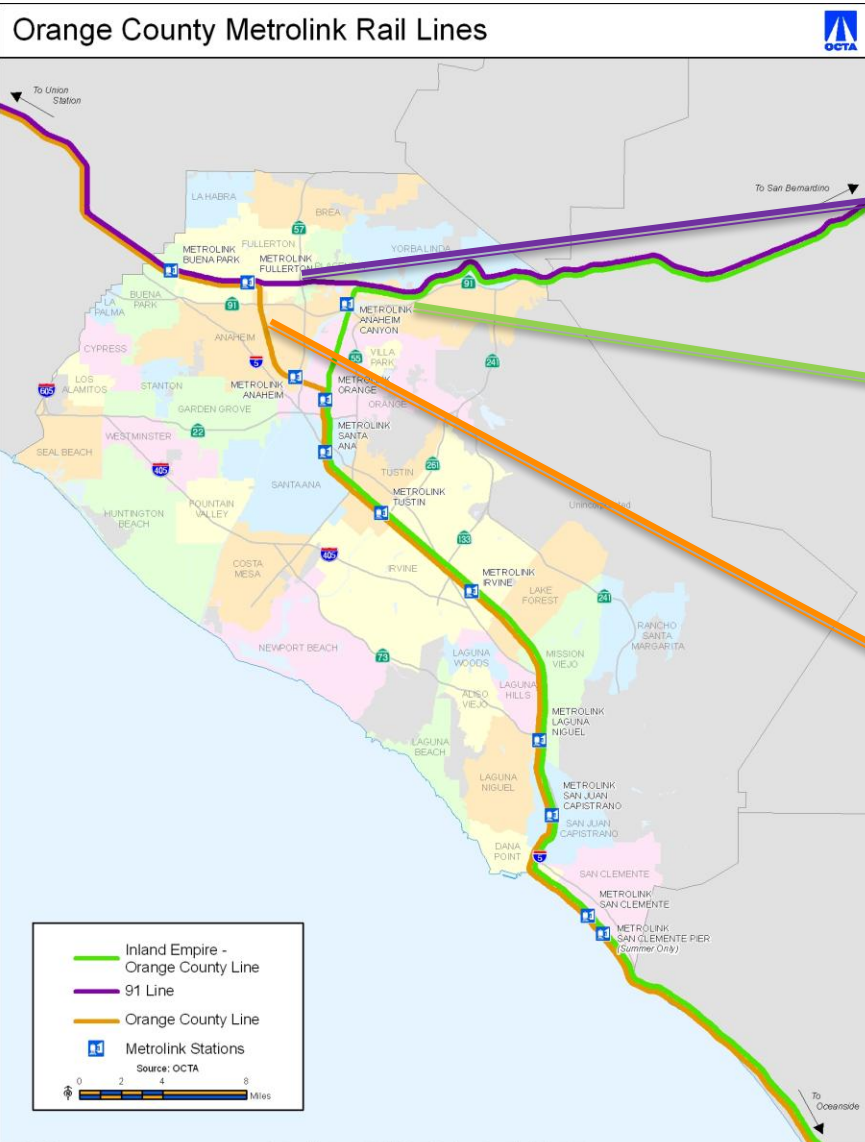 Orange County Metrolink Rail Lines
OCTA
To Union
Station
To San Bernardino
LA HABRA
BREA
57
FULLERTON
YORBA LINDA
METROLINK
BUENA PARK
METROLINK
FULLERTON
91
BUENA
PARK
LA
PALMA
91
METROLINK
ANAHEIM
CANYON
ANAHEIM
CYPRESS
5
55
VILLA
PARK
241
605
LOS
ALAMITOS
STANTON
METROLINK
ANAHEIM
METROLINK
ORANGE
ORANGE
GARDEN GROVE
22
METROLINK
SANTA
ANA
WESTMINSTER
SEAL BEACH
405
261
TUSTIN
SANTA ANA
METROLINK
TUSTIN
HUNTINGTON
BEACH
FOUNTAIN
VALLEY
Unincorporated
133
405
COSTA
MESA
IRVINE
METROLINK
IRVINE
LAKE
FOREST
241
RANCHO
SANTA
MARGARITA
NEWPORT BEACH
73
LAGUNA
WOODS
MISSION
VIEJO
LAGUNA
HILLS
ALISO
VIEJO
METROLINK
LAGUNA
NIGUEL
LAGUNA
BEACH
LAGUNA
NIGUEL
METROLINK
SAN JUAN
CAPISTRANO
SAN JUAN
CAPISTRANO
DANA
POINT
5
SAN CLEMENTE
METROLINK
SAN CLEMENTE
METROLINK
SAN CLEMENTE PIER
(Summer Only)
Inland Empire -
Orange County Line
91 Line
Orange County Line
Metrolink Stations
Source: OCTA
0 2 4 8
Miles
To
Oceanside